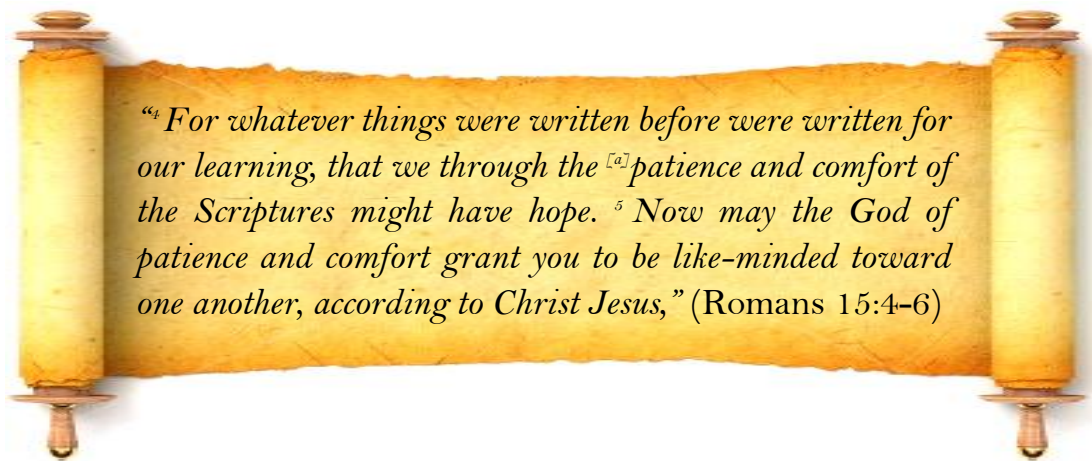 “4 For whatever things were written before were written for
our learning, that we through the [a]patience and comfort of
the Scriptures might have hope. 5 Now may the God of
patience and comfort grant you to be like-minded toward
one another, according to Christ Jesus,” (Romans 15:4-6)